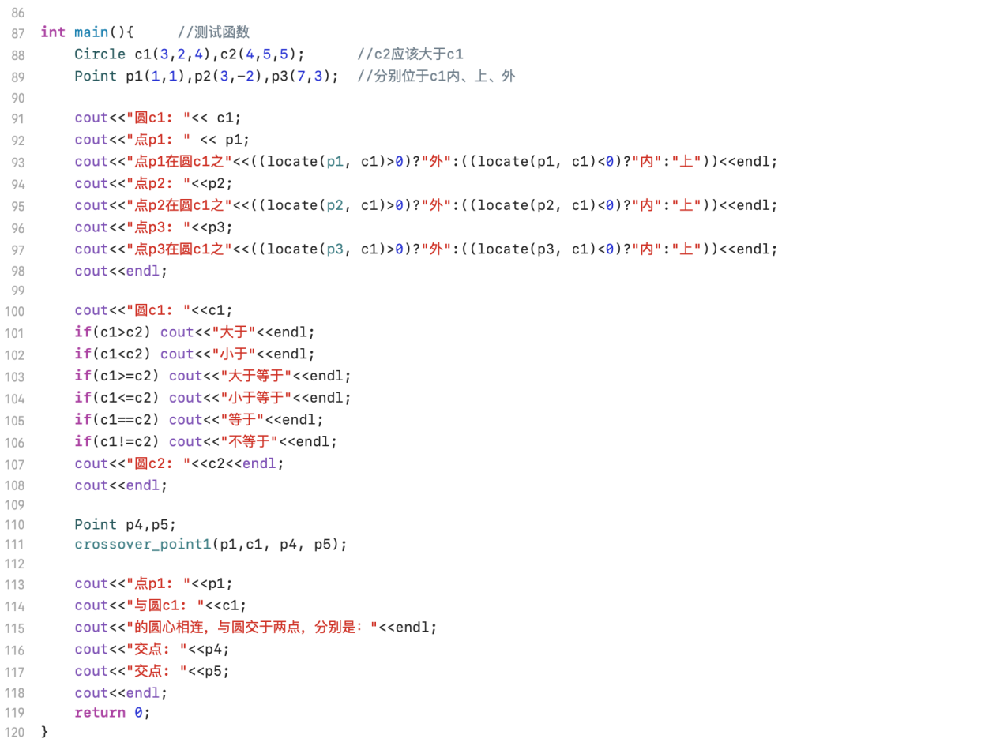 86
87 int main(){     //测试函数
88     Circle c1(3,2,4),c2(4,5,5);      //c2应该大于c1
89     Point p1(1,1),p2(3,-2),p3(7,3);  //分别位于c1内、上、外
90
91     cout<<"圆c1: "<< c1;
92     cout<<"点p1: " << p1;
93     cout<<"点p1在圆c1之"<<((locate(p1, c1)>0)?"外":((locate(p1, c1)<0)?"内":"上"))<<endl;
94     cout<<"点p2: "<<p2;
95     cout<<"点p2在圆c1之"<<((locate(p2, c1)>0)?"外":((locate(p2, c1)<0)?"内":"上"))<<endl;
96     cout<<"点p3: "<<p3;
97     cout<<"点p3在圆c1之"<<((locate(p3, c1)>0)?"外":((locate(p3, c1)<0)?"内":"上"))<<endl;
98     cout<<endl;
99
100     cout<<"圆c1: "<<c1;
101     if(c1>c2) cout<<"大于"<<endl;
102     if(c1<c2) cout<<"小于"<<endl;
103     if(c1>=c2) cout<<"大于等于"<<endl;
104     if(c1<=c2) cout<<"小于等于"<<endl;
105     if(c1==c2) cout<<"等于"<<endl;
106     if(c1!=c2) cout<<"不等于"<<endl;
107     cout<<"圆c2: "<<c2<<endl;
108     cout<<endl;
109
110     Point p4,p5;
111     crossover_point1(p1,c1, p4, p5);
112
113     cout<<"点p1: "<<p1;
114     cout<<"与圆c1: "<<c1;
115     cout<<"的圆心相连，与圆交于两点，分别是："<<endl;
116     cout<<"交点: "<<p4;
117     cout<<"交点: "<<p5;
118     cout<<endl;
119     return 0;
120 }